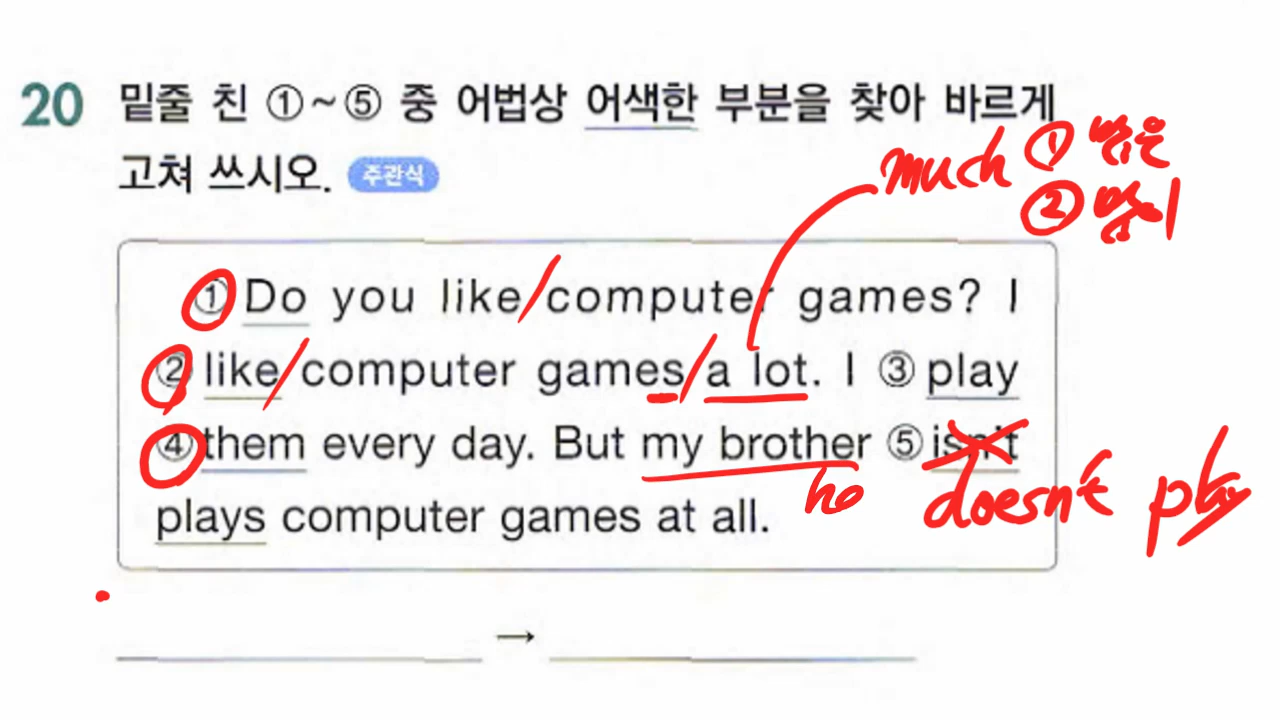 20 밑줄 친 ①~⑤ 중 어법상 어색한 부분을 찾아 바르게
고쳐 쓰시오. 주관식
much ① 많은
② 많이
① Do you like / computer games? I
② like / computer games / a lot. I ③ play
④ them every day. But my brother ⑤ isn't
he doesn't play
plays computer games at all.
→